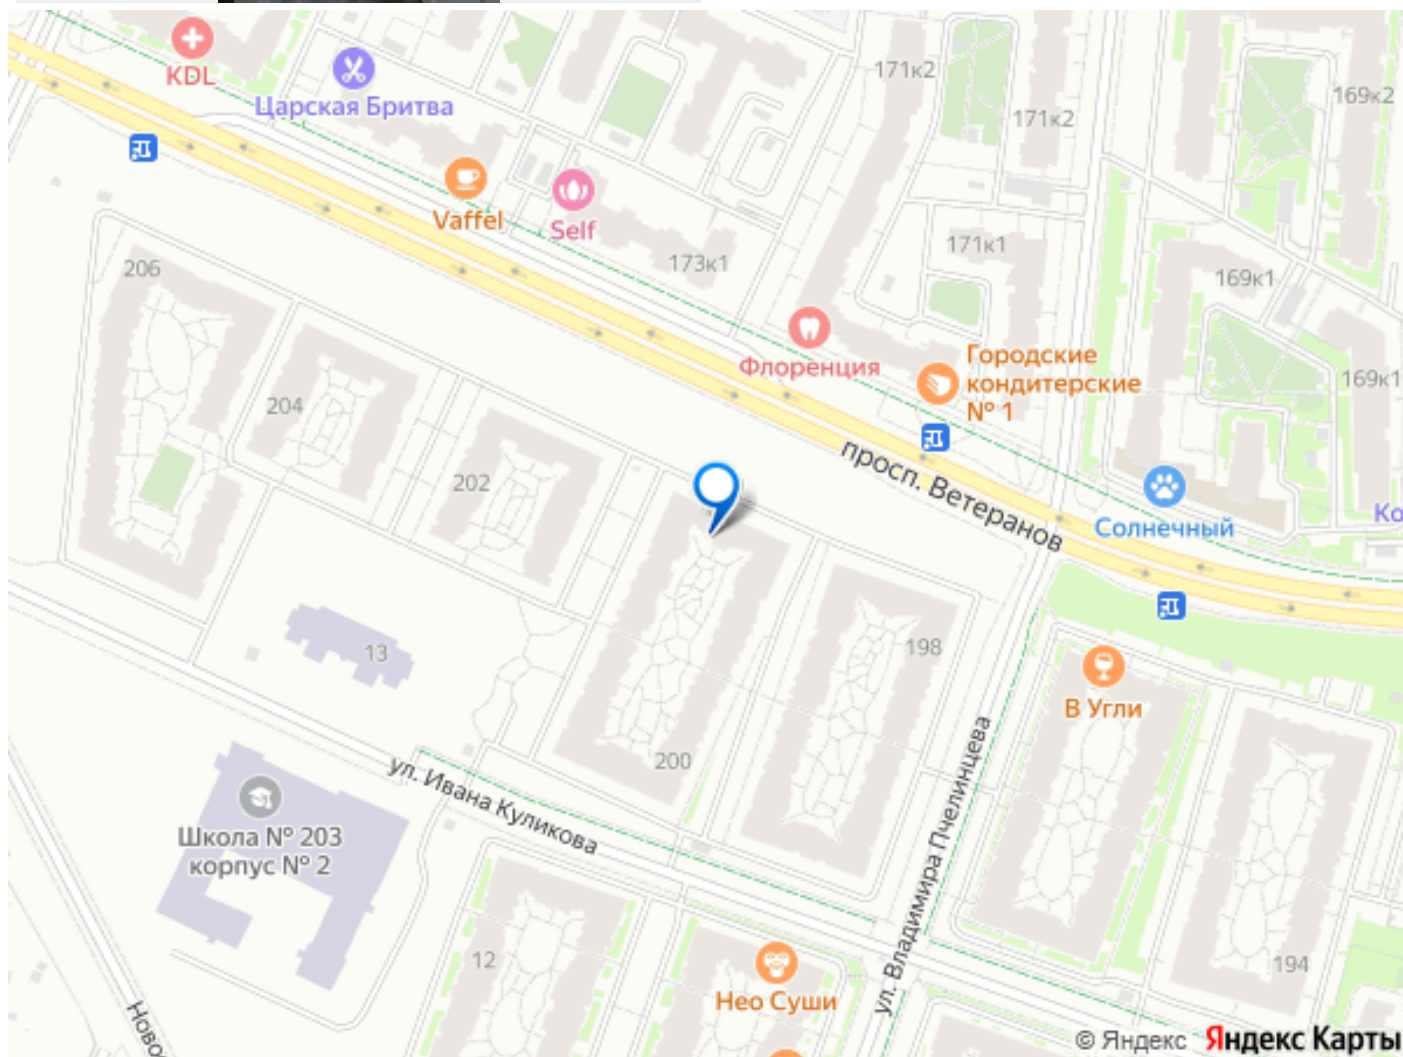 KDL
Царская Бритва
171к2
169к2
171к2
Vaffel
Self
173к1
171к1
169к1
206
Флоренция
Городские
кондитерские
№ 1
169к1
204
202
просп. Ветеранов
Солнечный
Ко
13
198
В Угли
200
ул. Ивана Куликова
ул. Владимира Пчелинцева
Школа № 203
корпус № 2
12
194
Нео Суши
Ново
© Яндекс Яндекс Карты